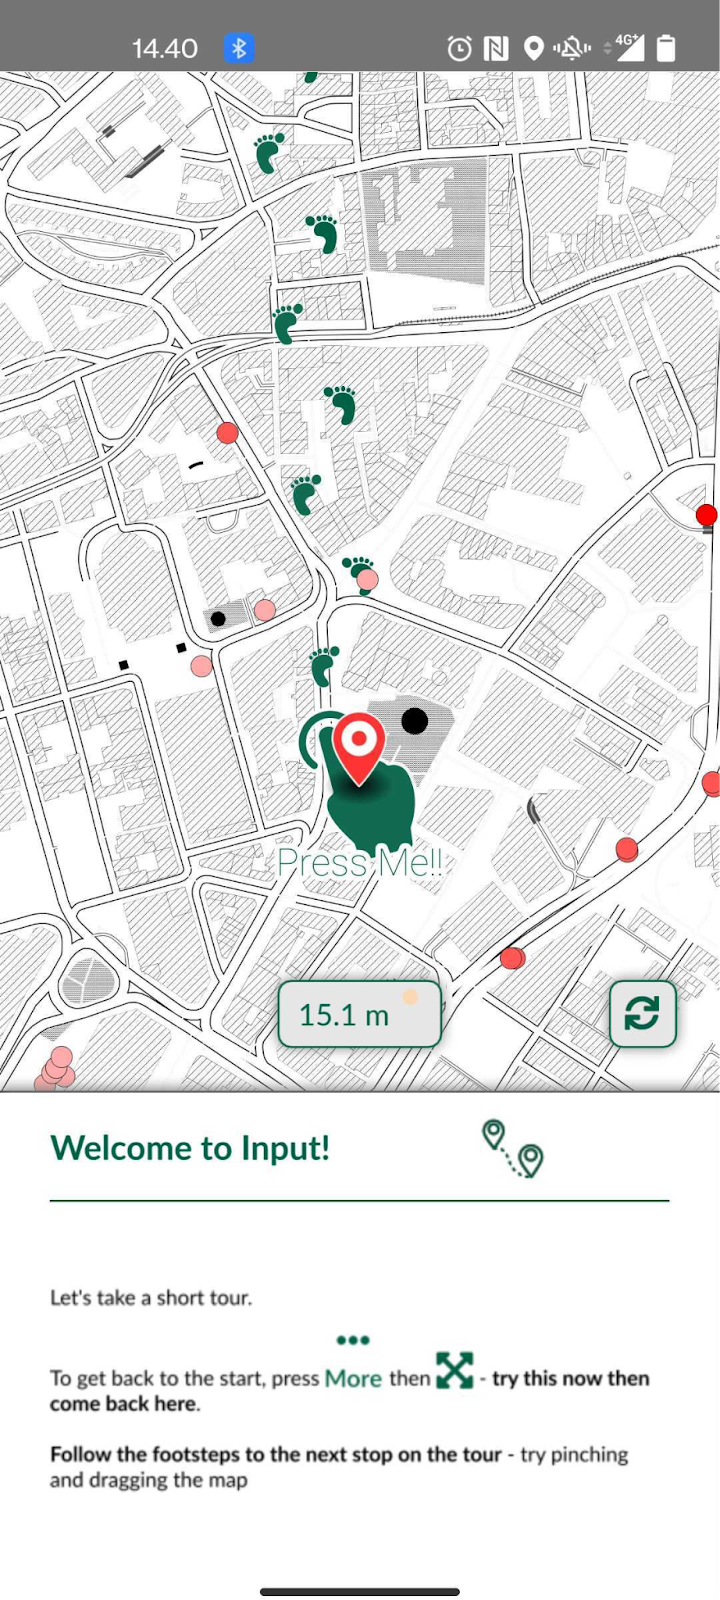 14.40
4G+
Press Me!!
15.1 m
Welcome to Input!
Let's take a short tour.
To get back to the start, press More then - try this now then
come back here.
Follow the footsteps to the next stop on the tour - try pinching
and dragging the map